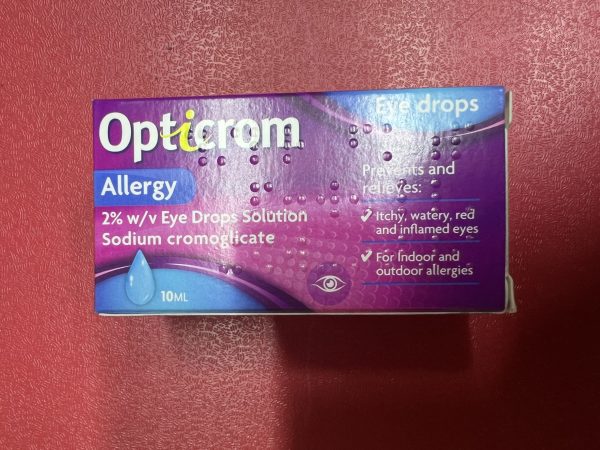 Opticrom
Allergy
2% w/v Eye Drops Solution
Sodium cromoglicate
10ML
Eye drops
Prevents and
relieves:
Itchy, watery, red
and inflamed eyes
For indoor and
outdoor allergies